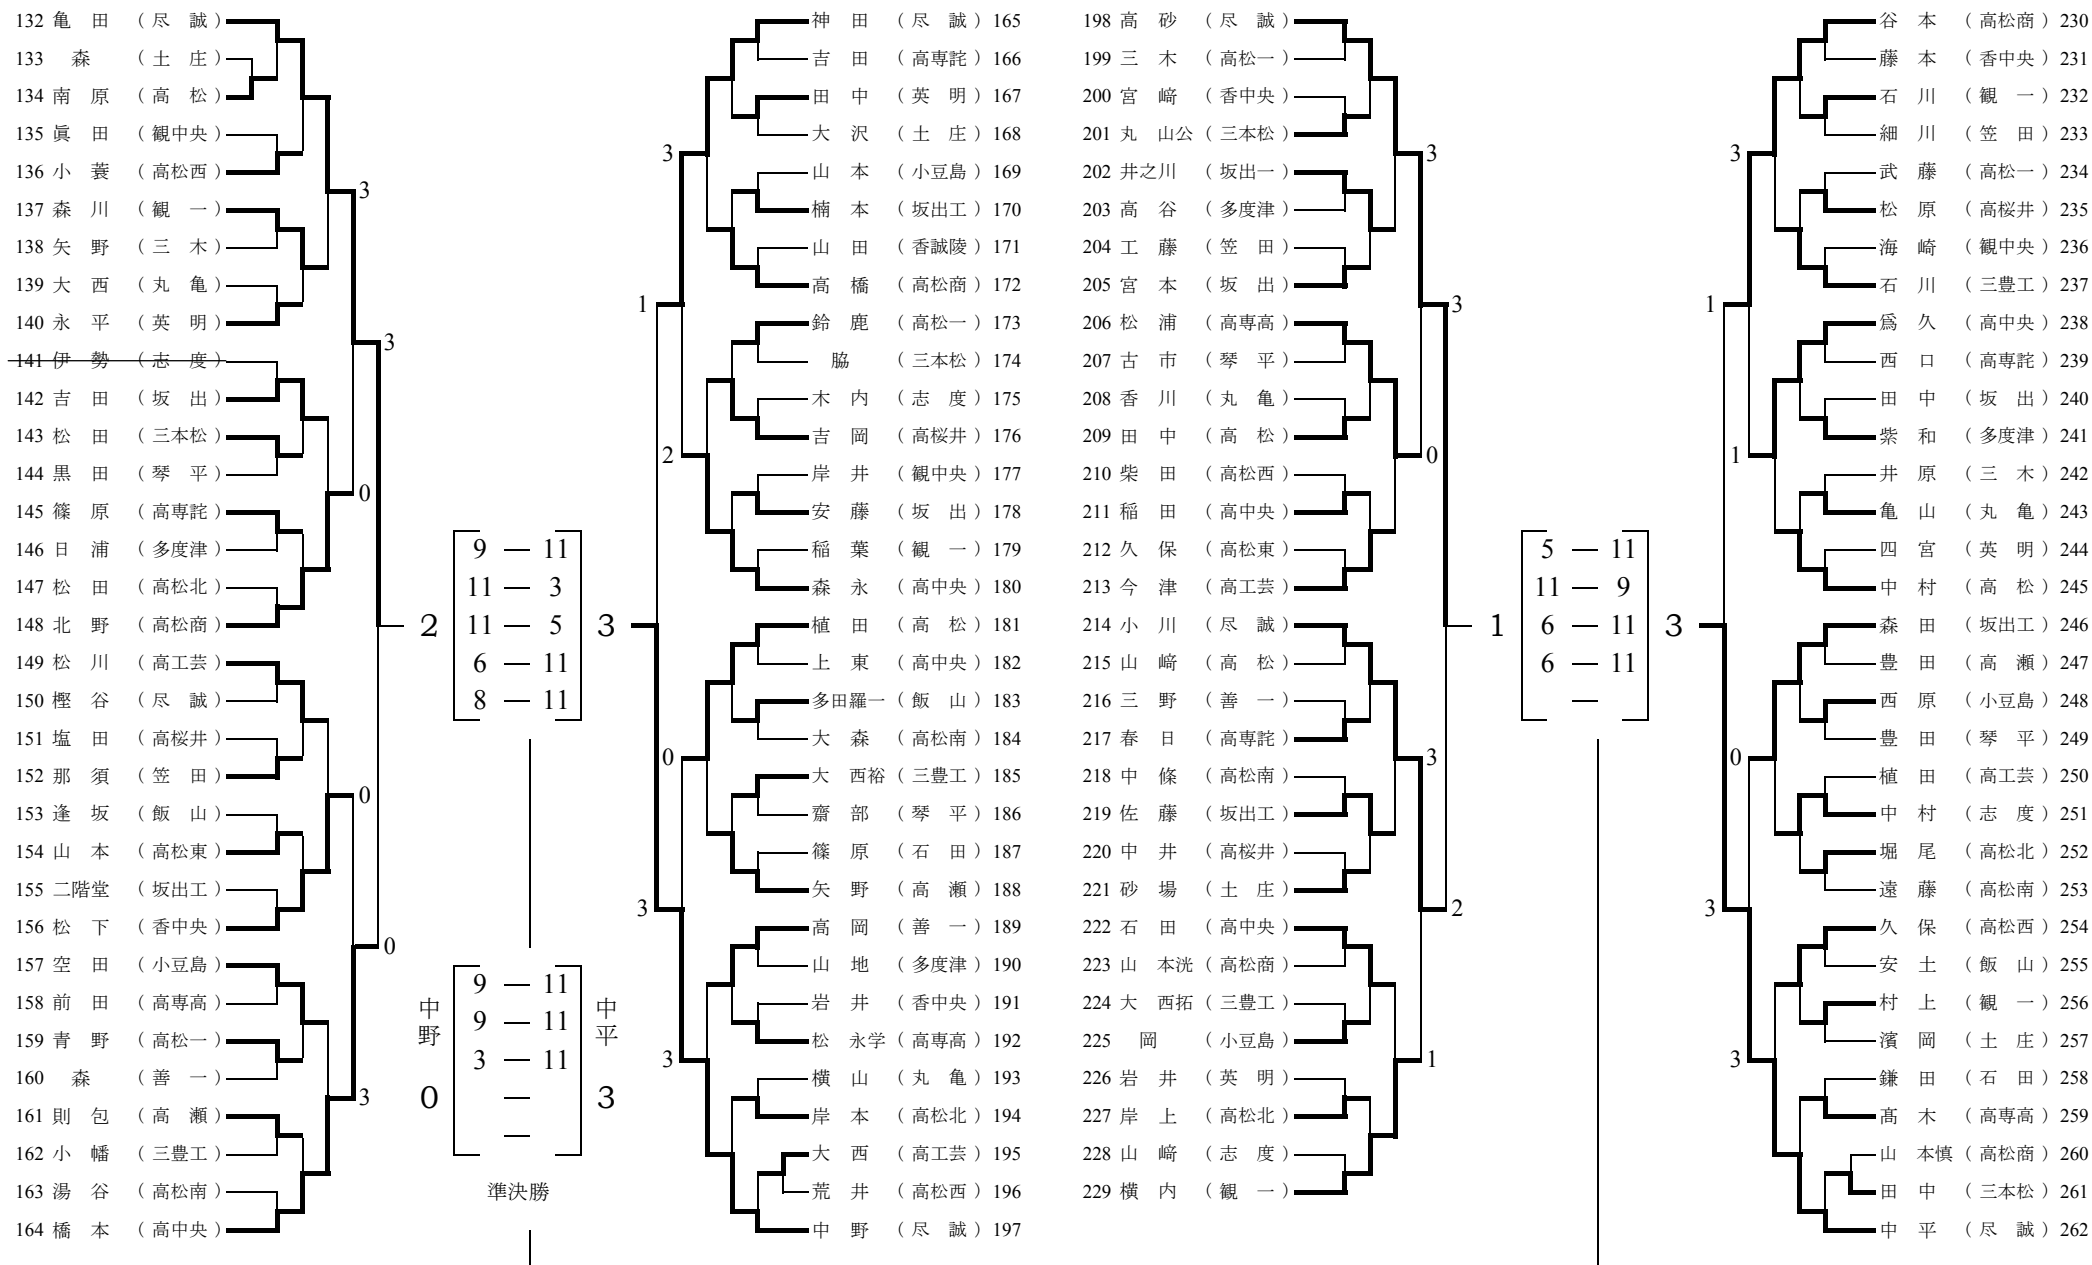 132 亀田 （尽誠）
133 森 （土庄）
134 南原 （高松）
135 眞田 （観中央）
136 小蓑 （高松西）
137 森川 （観一）
138 矢野 （三木）
139 大西 （丸亀）
140 永平 （英明）
141 伊勢 （志度）
142 吉田 （坂出）
143 松田 （三本松）
144 黒田 （琴平）
145 篠原 （高専詫）
146 日浦 （多度津）
147 松田 （高松北）
148 北野 （高松商）
149 松川 （高工芸）
150 樫谷 （尽誠）
151 塩田 （高桜井）
152 那須 （笠田）
153 逢坂 （飯山）
154 山本 （高松東）
155 二階堂 （坂出工）
156 松下 （香中央）
157 空田 （小豆島）
158 前田 （高専高）
159 青野 （高松一）
160 森 （善一）
161 則包 （高瀬）
162 小幡 （三豊工）
163 湯谷 （高松南）
164 橋本 （高中央）
3
3
0
0
0
3
2
9 — 11
11 — 3
11 — 5
6 — 11
8 — 11
3
中野
0
9 — 11
9 — 11
3 — 11
—
—
中平
3
準決勝
1
3
2
3
0
3
神田 （尽誠） 165
吉田 （高専詫） 166
田中 （英明） 167
大沢 （土庄） 168
山本 （小豆島） 169
楠本 （坂出工） 170
山田 （香誠陵） 171
高橋 （高松商） 172
鈴鹿 （高松一） 173
脇 （三本松） 174
木内 （志度） 175
吉岡 （高桜井） 176
岸井 （観中央） 177
安藤 （坂出） 178
稲葉 （観一） 179
森永 （高中央） 180
植田 （高松） 181
上東 （高中央） 182
多田羅一 （飯山） 183
大森 （高松南） 184
大西裕 （三豊工） 185
齋部 （琴平） 186
篠原 （石田） 187
矢野 （高瀬） 188
高岡 （善一） 189
山地 （多度津） 190
岩井 （香中央） 191
松永学 （高専高） 192
横山 （丸亀） 193
岸本 （高松北） 194
大西 （高工芸） 195
荒井 （高松西） 196
中野 （尽誠） 197
198 高砂 （尽誠）
199 三木 （高松一）
200 宮﨑 （香中央）
201 丸山公 （三本松）
202 井之川 （坂出一）
203 高谷 （多度津）
204 工藤 （笠田）
205 宮本 （坂出）
206 松浦 （高専高）
207 古市 （琴平）
208 香川 （丸亀）
209 田中 （高松）
210 柴田 （高松西）
211 稲田 （高中央）
212 久保 （高松東）
213 今津 （高工芸）
214 小川 （尽誠）
215 山﨑 （高松）
216 三野 （善一）
217 春日 （高専詫）
218 中條 （高松南）
219 佐藤 （坂出工）
220 中井 （高桜井）
221 砂場 （土庄）
222 石田 （高中央）
223 山本洸 （高松商）
224 大西拓 （三豊工）
225 岡 （小豆島）
226 岩井 （英明）
227 岸上 （高松北）
228 山﨑 （志度）
229 横内 （観一）
3
3
0
3
2
1
1
5 — 11
11 — 9
6 — 11
6 — 11
—
3
3
1
1
0
3
3
谷本 （高松商） 230
藤本 （香中央） 231
石川 （観一） 232
細川 （笠田） 233
武藤 （高松一） 234
松原 （高桜井） 235
海崎 （観中央） 236
石川 （三豊工） 237
爲久 （高中央） 238
西口 （高専詫） 239
田中 （坂出） 240
紫和 （多度津） 241
井原 （三木） 242
亀山 （丸亀） 243
四宮 （英明） 244
中村 （高松） 245
森田 （坂出工） 246
豊田 （高瀬） 247
西原 （小豆島） 248
豊田 （琴平） 249
植田 （高工芸） 250
中村 （志度） 251
堀尾 （高松北） 252
遠藤 （高松南） 253
久保 （高松西） 254
安土 （飯山） 255
村上 （観一） 256
濱岡 （土庄） 257
鎌田 （石田） 258
髙木 （高専高） 259
山本慎 （高松商） 260
田中 （三本松） 261
中平 （尽誠） 262